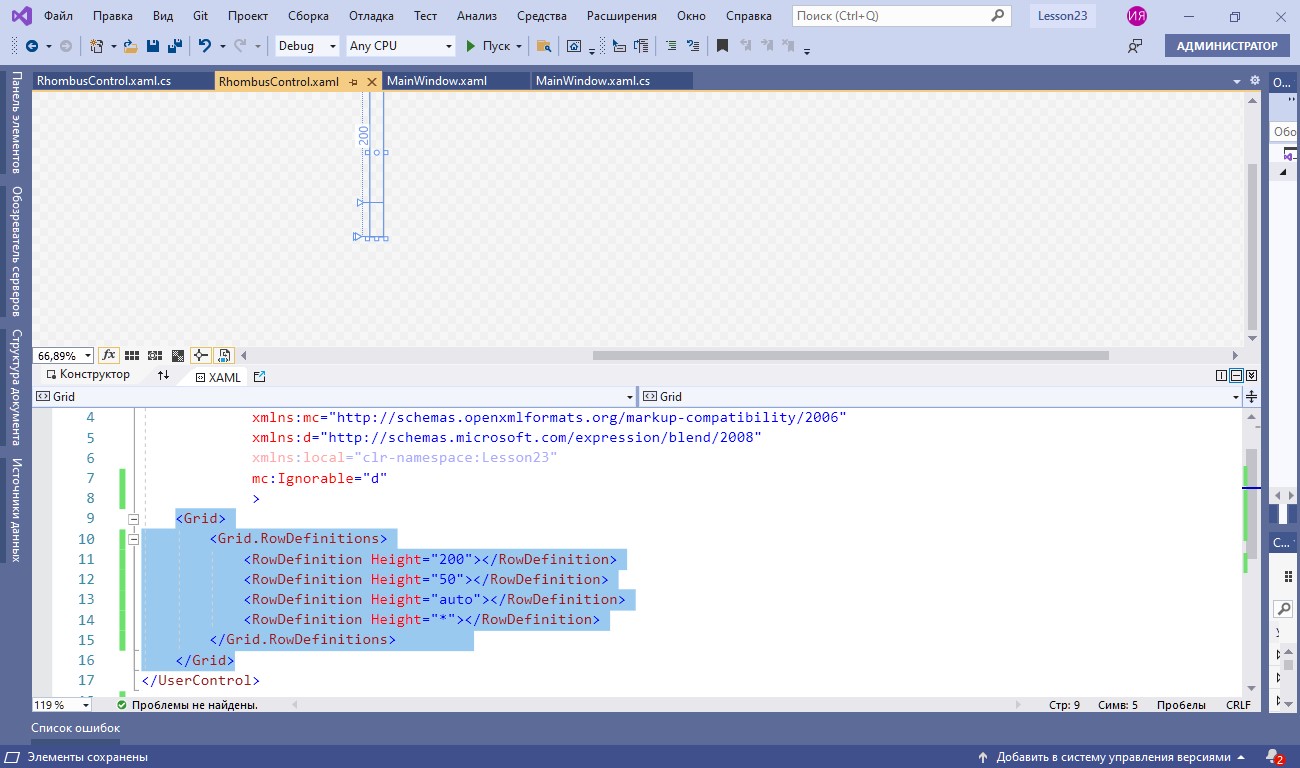 Файл Правка Вид Git Проект Сборка Отладка Тест Анализ Средства Расширения Окно Справка Поиск (Ctrl+Q) Lesson23 ИЯ
Debug Any CPU Пуск АДМИНИСТРАТОР
RhombusControl.xaml.cs RhombusControl.xaml MainWindow.xaml MainWindow.xaml.cs О...
Панель элементов
Обозреватель серверов
Структура документа
Источники данных
Обо
200
66,89% fx
Конструктор XAML
Grid Grid
4 xmlns:mc="http://schemas.openxmlformats.org/markup-compatibility/2006"
5 xmlns:d="http://schemas.microsoft.com/expression/blend/2008"
6 xmlns:local="clr-namespace:Lesson23"
7 mc:Ignorable="d"
8 >
9 <Grid>
10 <Grid.RowDefinitions>
11 <RowDefinition Height="200"></RowDefinition>
12 <RowDefinition Height="50"></RowDefinition>
13 <RowDefinition Height="auto"></RowDefinition>
14 <RowDefinition Height="*"></RowDefinition>
15 </Grid.RowDefinitions>
16 </Grid>
17 </UserControl>
С...
119 % Проблемы не найдены. Стр: 9 Симв: 5 Пробелы CRLF
Список ошибок
Элементы сохранены Добавить в систему управления версиями 2